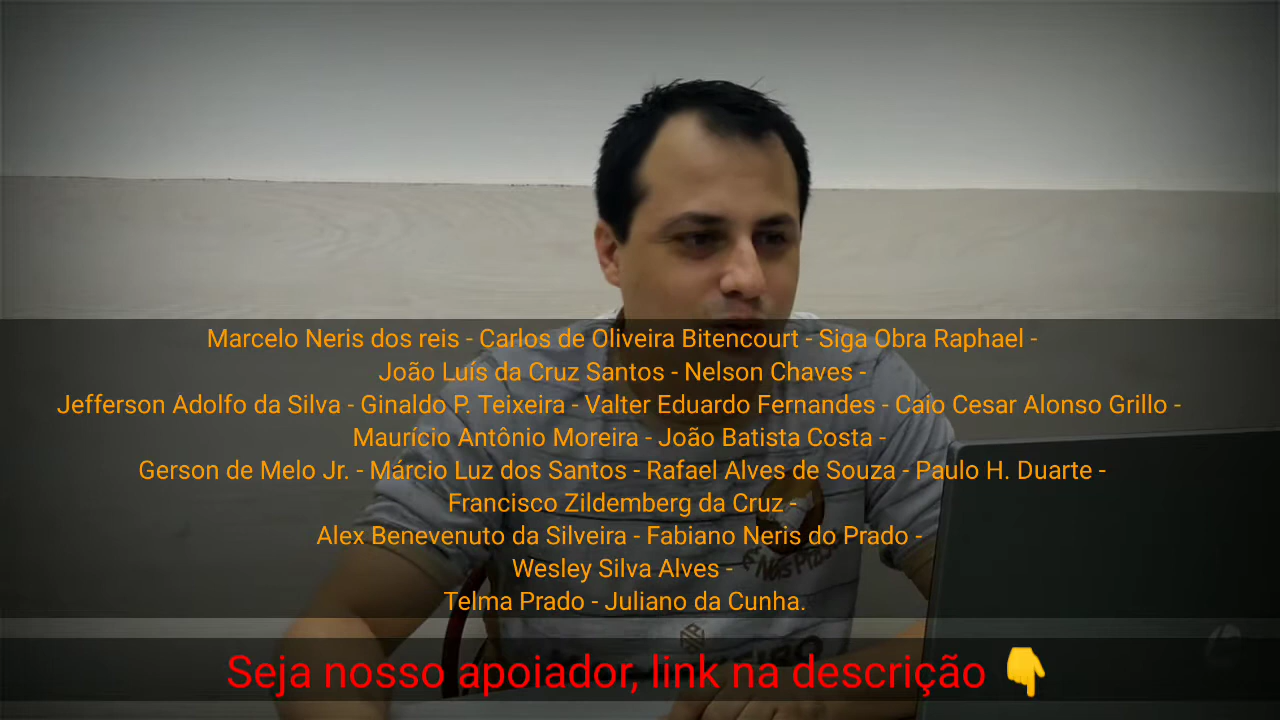 Marcelo Neris dos reis - Carlos de Oliveira Bitencourt - Siga Obra Raphael -
João Luís da Cruz Santos - Nelson Chaves -
Jefferson Adolfo da Silva - Ginaldo P. Teixeira - Valter Eduardo Fernandes - Caio Cesar Alonso Grillo -
Maurício Antônio Moreira - João Batista Costa -
Gerson de Melo Jr. - Márcio Luz dos Santos - Rafael Alves de Souza - Paulo H. Duarte -
Francisco Zildemberg da Cruz -
Alex Benevenuto da Silveira - Fabiano Neris do Prado -
Wesley Silva Alves -
Telma Prado - Juliano da Cunha.
Seja nosso apoiador, link na descrição 👇